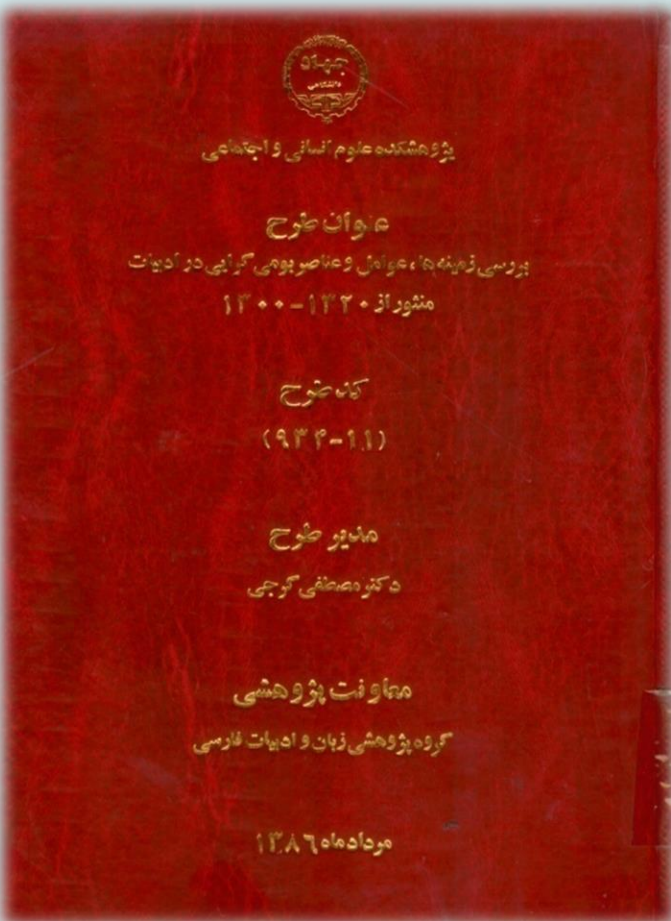 جهاد
دانشگاهی
پژوهشکده علوم انسانی و اجتماعی
عنوان طرح
بررسی زمینه ها، عوامل و عناصر بومی گرایی در ادبیات
منثور از ۱۳۲۰-۱۳۰۰
کد طرح
(۹۳۴-۱۱)
مدیر طرح
دکتر مصطفی گرجی
معاونت پژوهشی
گروه پژوهشی زبان و ادبیات فارسی
مردادماه ۱۳۸۶